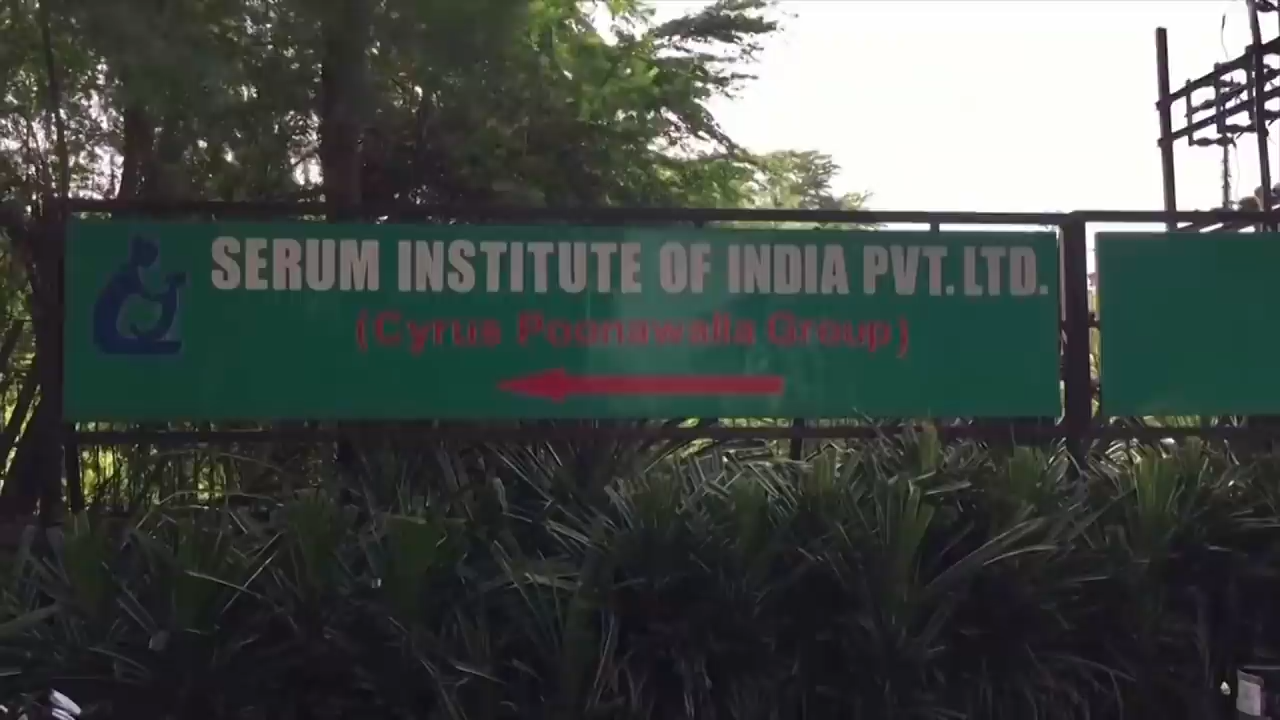 SERUM INSTITUTE OF INDIA PVT. LTD.
(Cyrus Poonawalla Group)